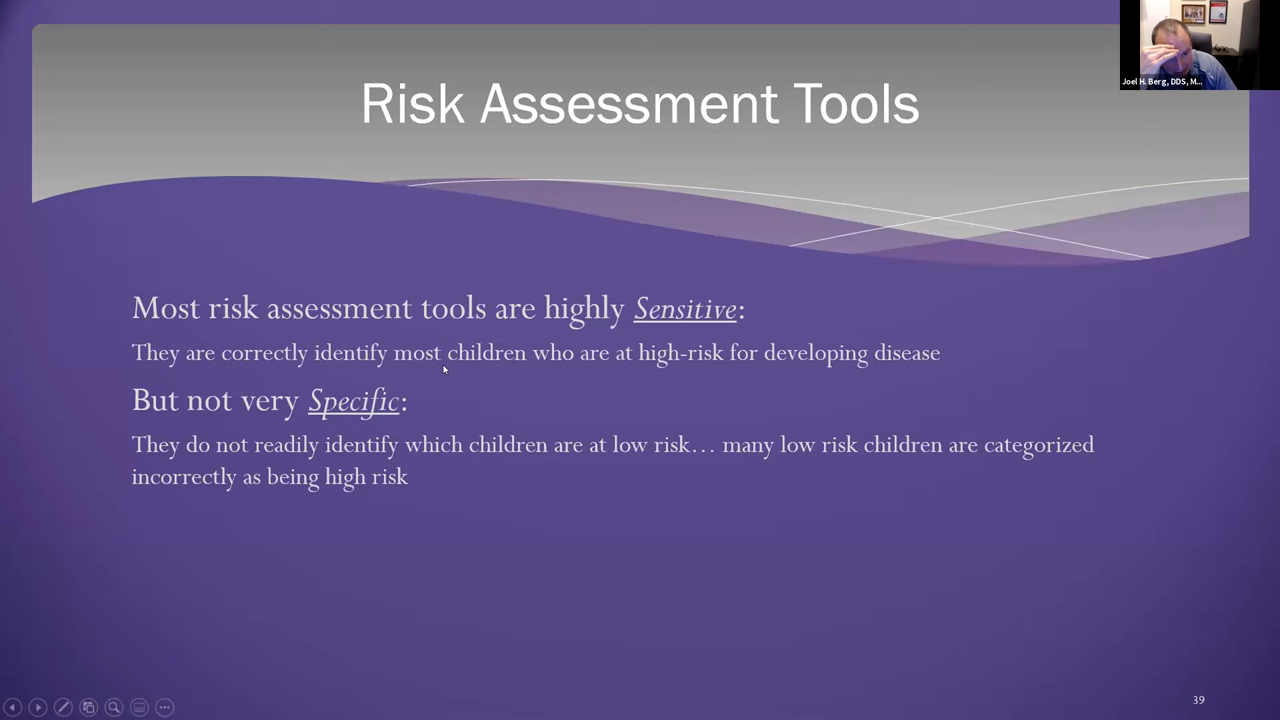 Joel H. Berg, DDS, M...
Risk Assessment Tools
Most risk assessment tools are highly Sensitive:
They are correctly identify most children who are at high-risk for developing disease
But not very Specific:
They do not readily identify which children are at low risk... many low risk children are categorized
incorrectly as being high risk
39